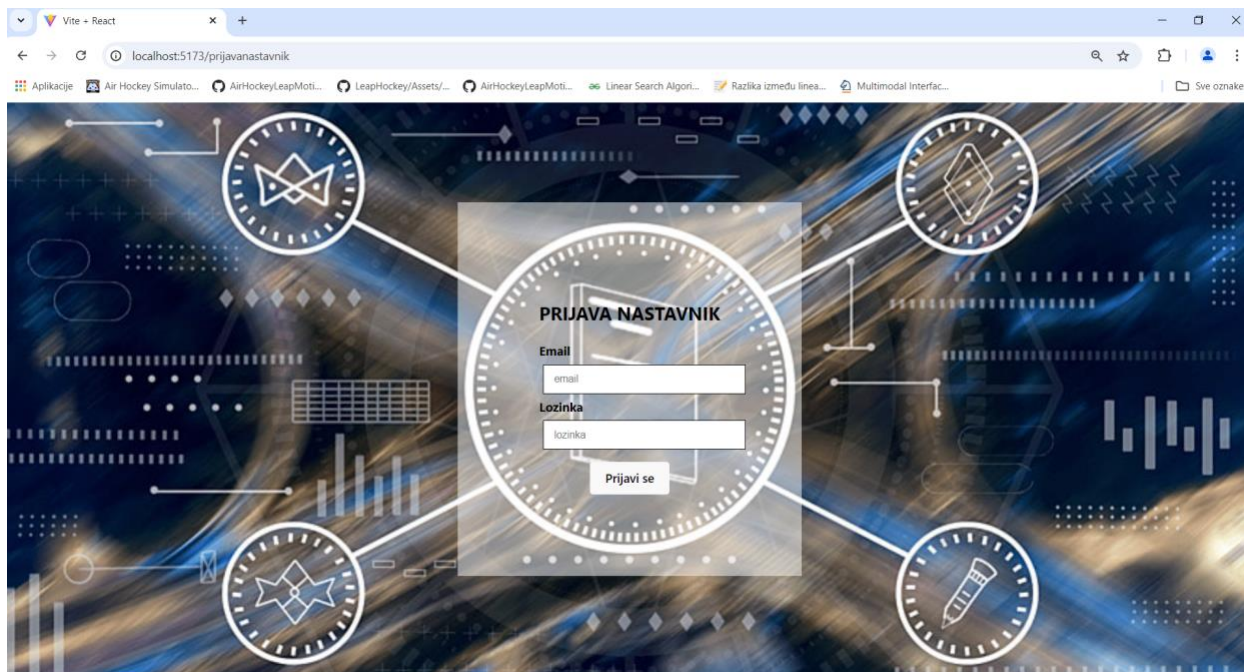 Vite + React
localhost:5173/prijavanastavnik
Aplikacije Air Hockey Simulato... AirHockeyLeapMoti... LeapHockey/Assets/... AirHockeyLeapMoti... Linear Search Algori... Razlika između linea... Multimodal Interfac... Sve oznake
PRIJAVA NASTAVNIK
Email
email
Lozinka
lozinka
Prijavi se